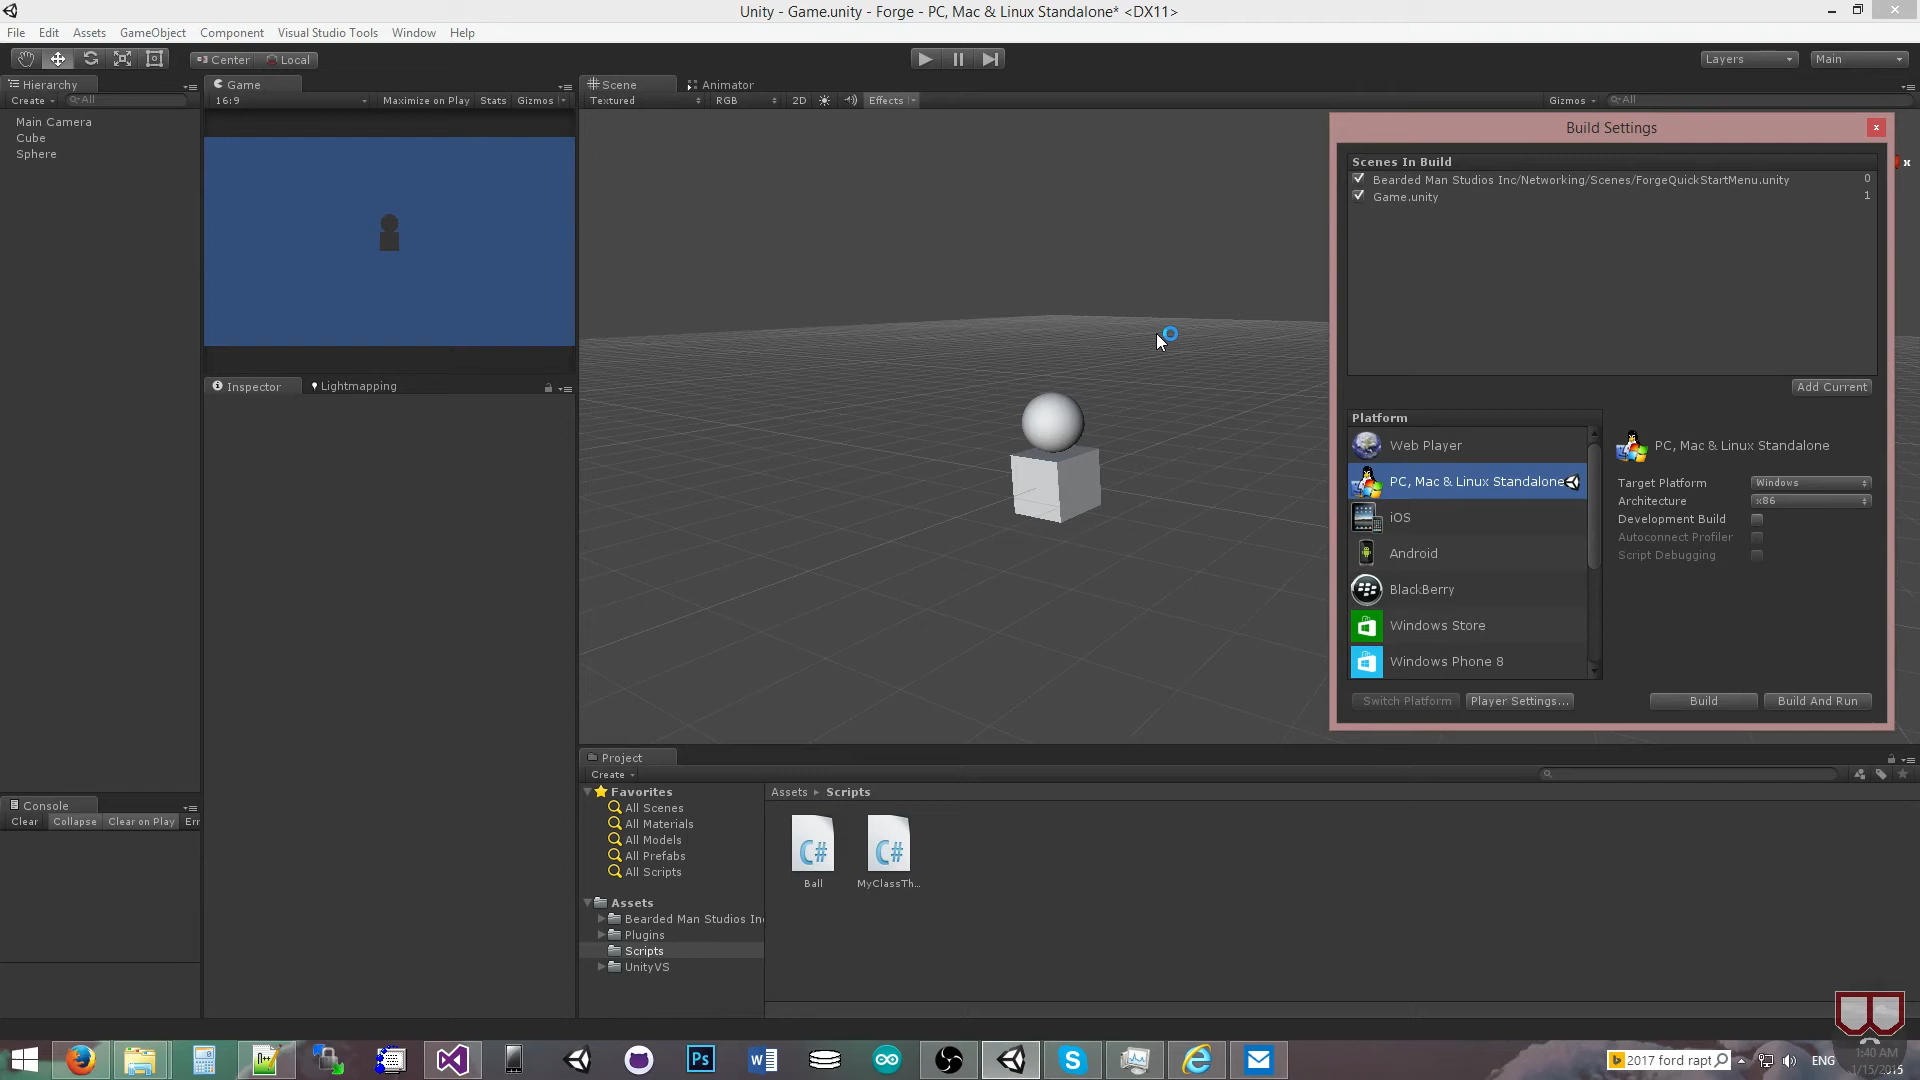 Unity - Game.unity - Forge - PC, Mac & Linux Standalone* <DX11>
File Edit Assets GameObject Component Visual Studio Tools Window Help
Center Local
Layers Main
Hierarchy
Create All
Main Camera
Cube
Sphere
Game
16:9 Maximize on Play Stats Gizmos
Scene Animator
Textured RGB 2D Effects Gizmos All
Inspector Lightmapping
Build Settings
Scenes In Build
Bearded Man Studios Inc/Networking/Scenes/ForgeQuickStartMenu.unity 0
Game.unity 1
Add Current
Platform
Web Player
PC, Mac & Linux Standalone
iOS
Android
BlackBerry
Windows Store
Windows Phone 8
PC, Mac & Linux Standalone
Target Platform Windows
Architecture x86
Development Build
Autoconnect Profiler
Script Debugging
Switch Platform Player Settings... Build Build And Run
Console
Clear Collapse Clear on Play Err
Project
Create
Favorites
All Scenes
All Materials
All Models
All Prefabs
All Scripts
Assets
Bearded Man Studios Inc
Plugins
Scripts
UnityVS
Assets ▸ Scripts
C# C#
Ball MyClassTh...
2017 ford rapt ENG
1:40 AM
1/15/2015